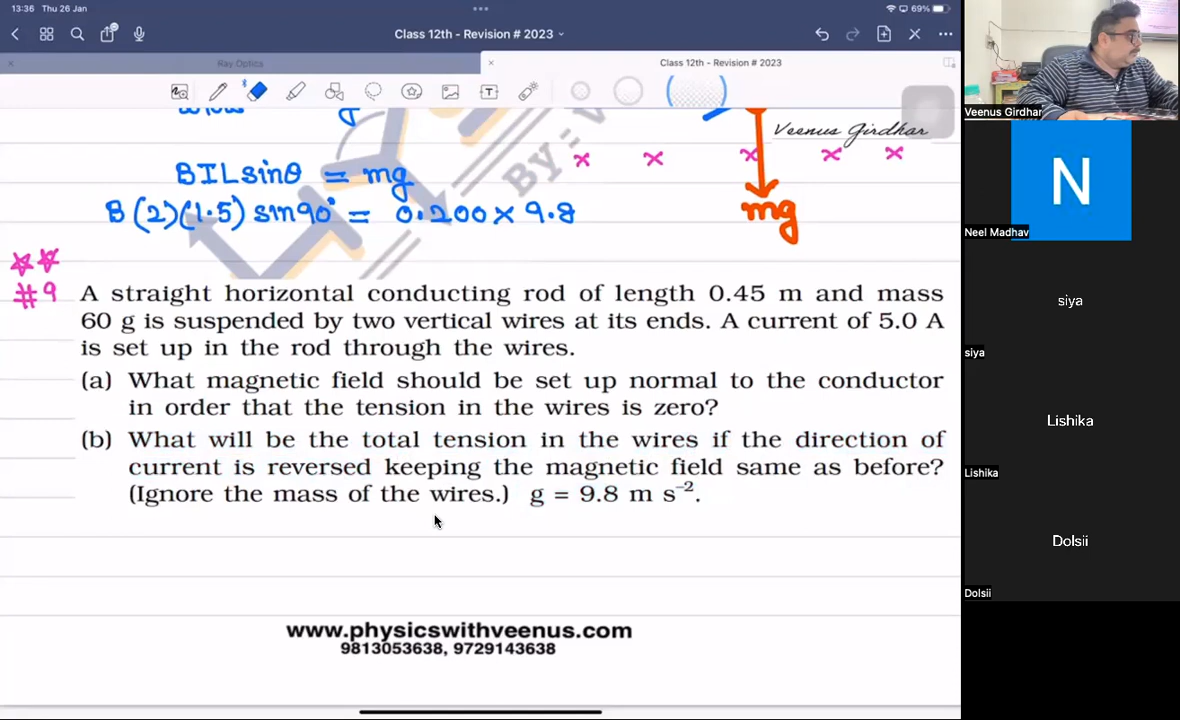 13:36 Thu 26 Jan
69%
Class 12th - Revision # 2023
Ray Optics
Class 12th - Revision # 2023
Veenus Girdhar
By:- V
x x x x x
BILsinθ = mg
B(2)(1.5) sin90° = 0.200 × 9.8
mg
#9
A straight horizontal conducting rod of length 0.45 m and mass
60 g is suspended by two vertical wires at its ends. A current of 5.0 A
is set up in the rod through the wires.
(a) What magnetic field should be set up normal to the conductor
in order that the tension in the wires is zero?
(b) What will be the total tension in the wires if the direction of
current is reversed keeping the magnetic field same as before?
(Ignore the mass of the wires.) g = 9.8 m s⁻².
www.physicswithveenus.com
9813053638, 9729143638
Veenus Girdhar
N
Neel Madhav
siya
siya
Lishika
Lishika
Dolsii
Dolsii